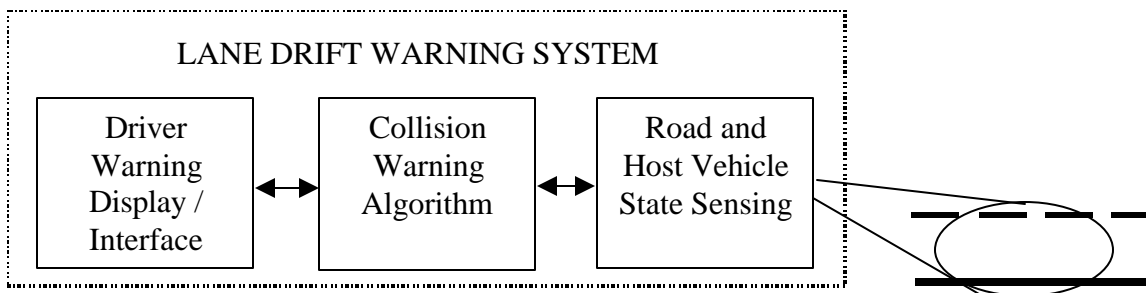 LANE DRIFT WARNING SYSTEM
Driver
Warning
Display /
Interface
Collision
Warning
Algorithm
Road and
Host Vehicle
State Sensing